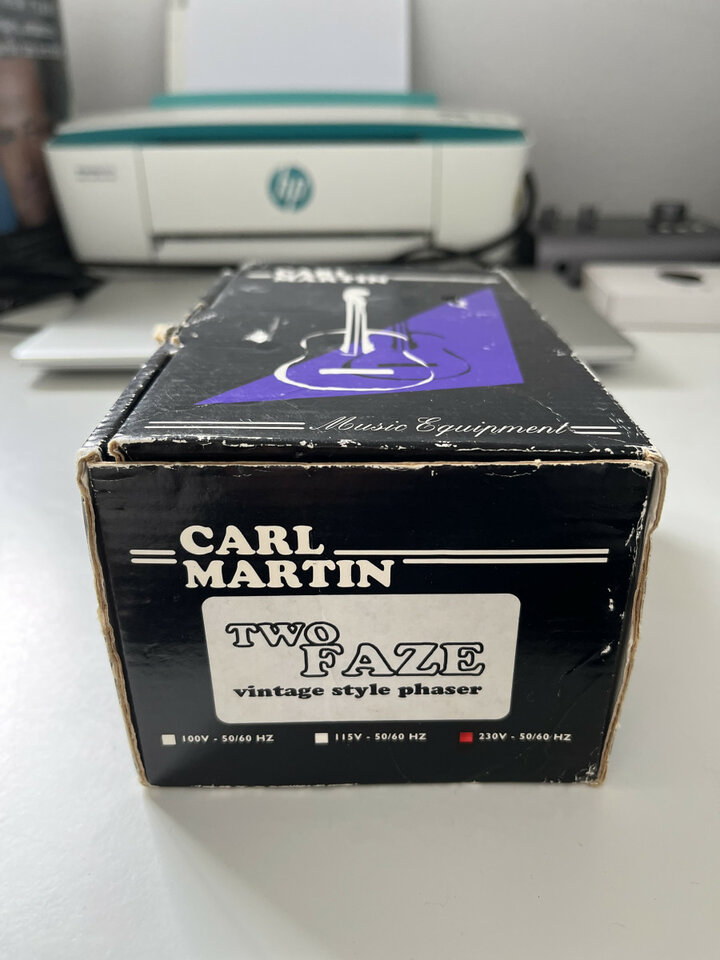 hp
CARL
MARTIN
Music Equipment
CARL
MARTIN
TWO
FAZE
vintage style phaser
100V - 50/60 HZ
115V - 50/60 HZ
230V - 50/60 HZ